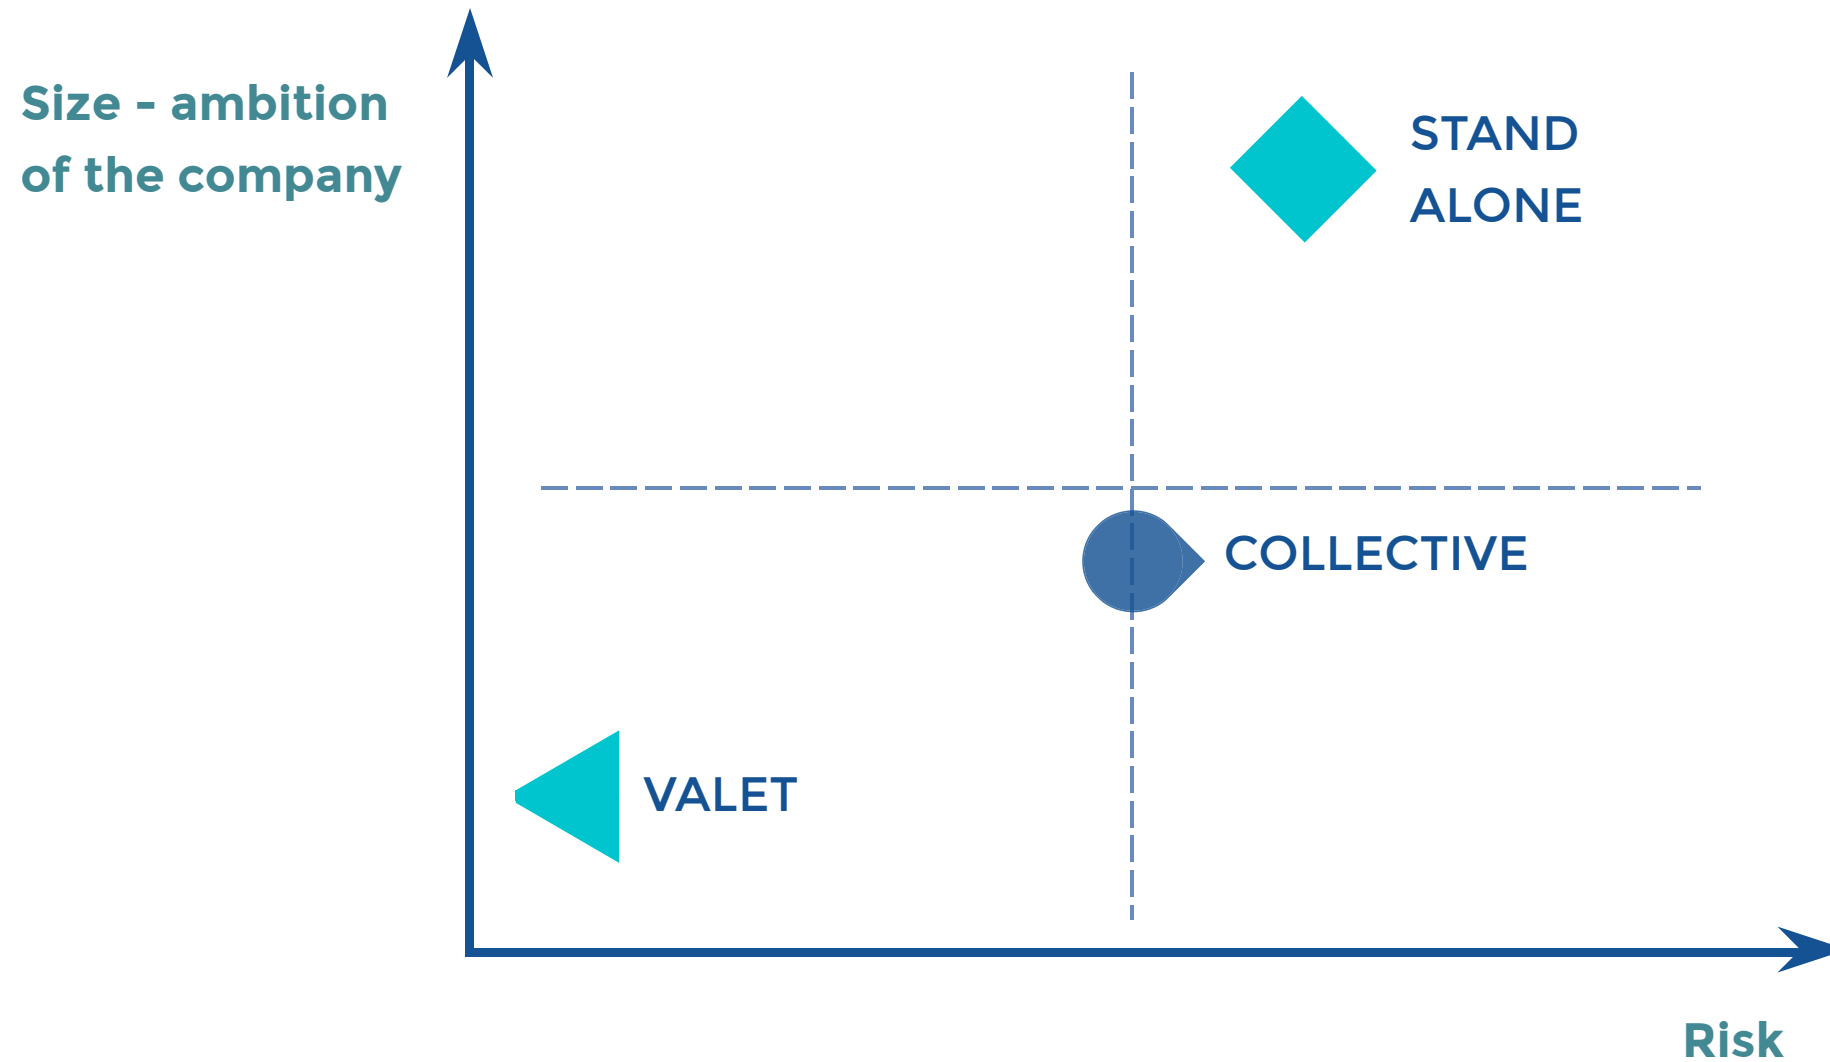 Size - ambition
of the company
STAND
ALONE
COLLECTIVE
VALET
Risk